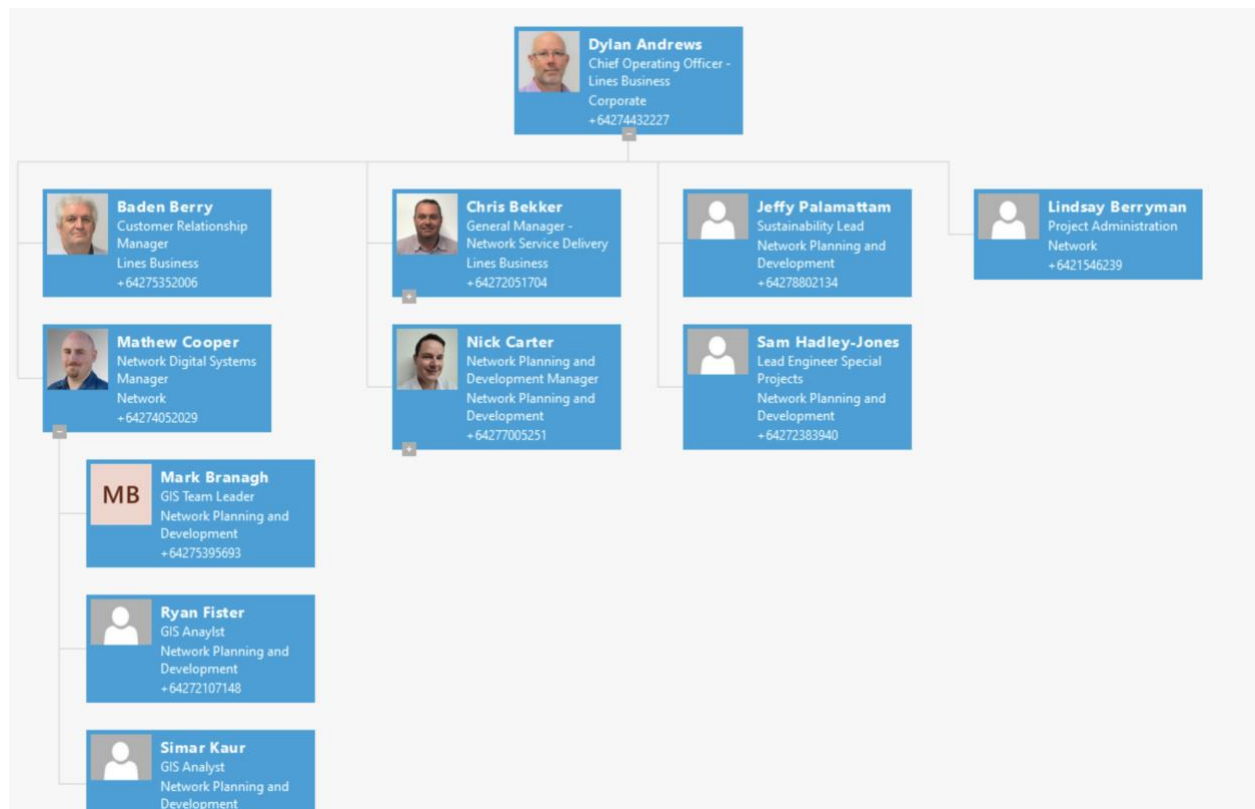 Dylan Andrews
Chief Operating Officer -
Lines Business
Corporate
+64274432227
Baden Berry
Customer Relationship
Manager
Lines Business
+64275352006
Chris Bekker
General Manager -
Network Service Delivery
Lines Business
+64272051704
Jeffy Palamattam
Sustainability Lead
Network Planning and
Development
+64278802134
Lindsay Berryman
Project Administration
Network
+6421546239
Mathew Cooper
Network Digital Systems
Manager
Network
+64274052029
Nick Carter
Network Planning and
Development Manager
Network Planning and
Development
+64277005251
Sam Hadley-Jones
Lead Engineer Special
Projects
Network Planning and
Development
+64272383940
MB
Mark Branagh
GIS Team Leader
Network Planning and
Development
+64275395693
Ryan Fister
GIS Anaylst
Network Planning and
Development
+64272107148
Simar Kaur
GIS Analyst
Network Planning and
Development